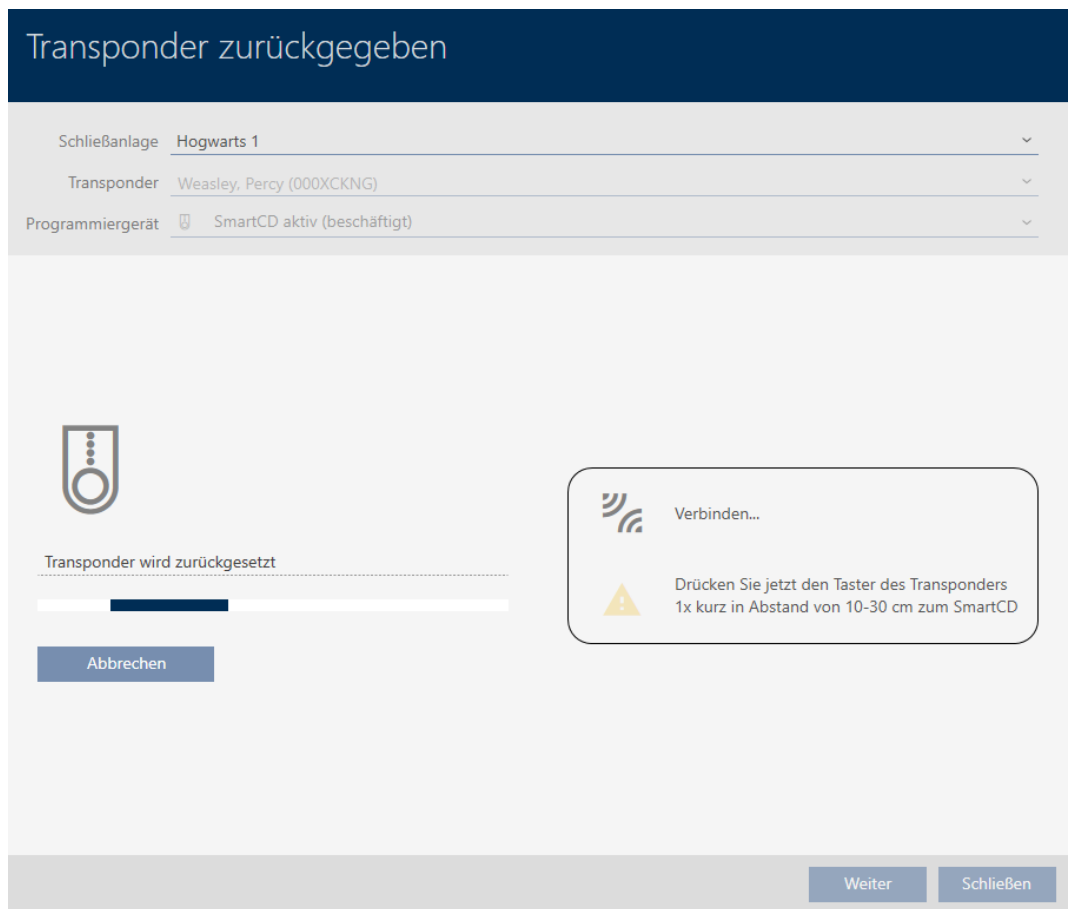 Transponder zurückgegeben
Schließanlage Hogwarts 1
Transponder Weasley, Percy (000XCKNG)
Programmiergerät SmartCD aktiv (beschäftigt)
Verbinden...
Transponder wird zurückgesetzt
Drücken Sie jetzt den Taster des Transponders
1x kurz in Abstand von 10-30 cm zum SmartCD
Abbrechen
Weiter Schließen